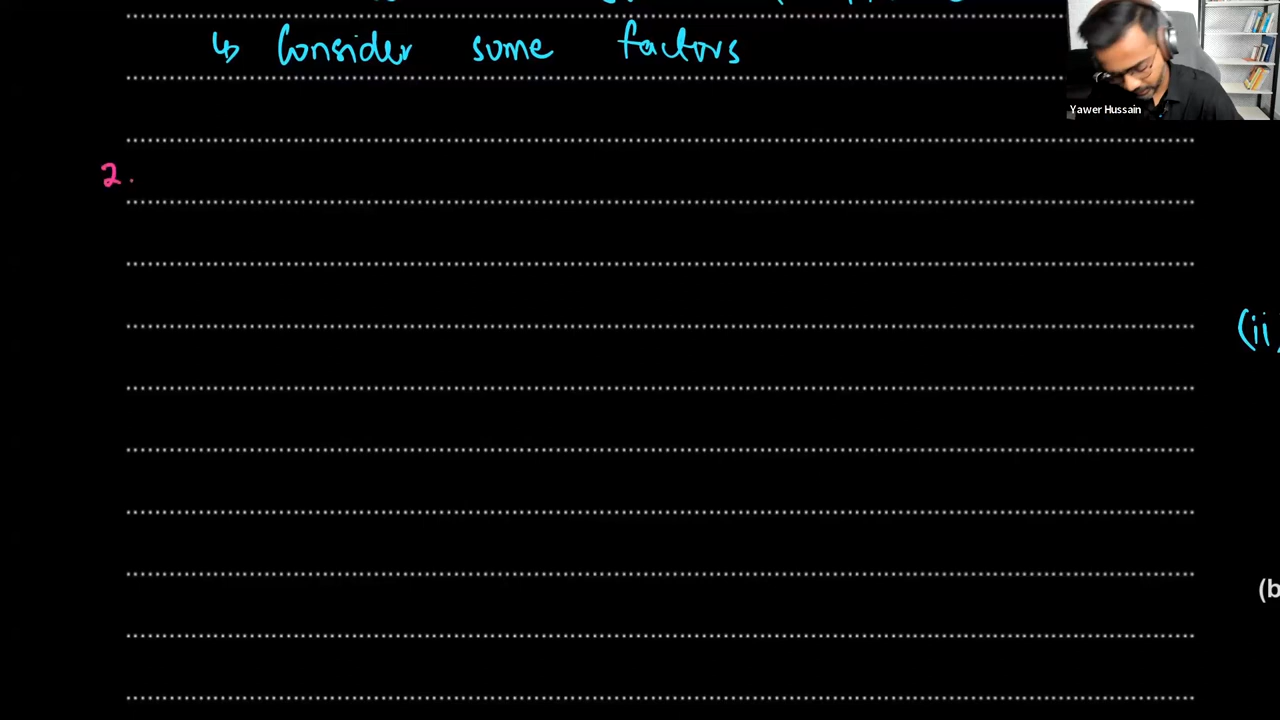 ↳ Consider some factors
Yawer Hussain
2.
(ii)
(b